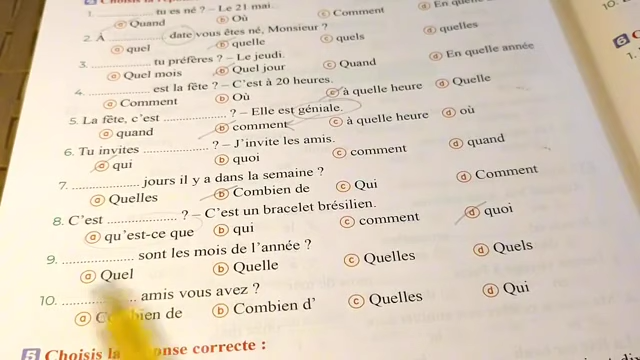 1. ............ tu es né ? – Le 21 mai.
a Quand b Où c Comment d En
2. À ............ date vous êtes né, Monsieur ?
a quel b quelle c quels d quelles
3. ............ tu préfères ? – Le jeudi.
a Quel mois b Quel jour c Quand d En quelle année
4. ............ est la fête ? – C'est à 20 heures.
a Comment b Où c à quelle heure d Quelle
5. La fête, c'est ............ ? – Elle est géniale.
a quand b comment c à quelle heure d où
6. Tu invites ............ ? – J'invite les amis.
a qui b quoi c comment d quand
7. ............ jours il y a dans la semaine ?
a Quelles b Combien de c Qui d Comment
8. C'est ............ ? – C'est un bracelet brésilien.
a qu'est-ce que b qui c comment d quoi
9. ............ sont les mois de l'année ?
a Quel b Quelle c Quelles d Quels
10. ............ amis vous avez ?
a de b Combien d' c Quelles d Qui
5 Choisis correcte :
10.
6
1.